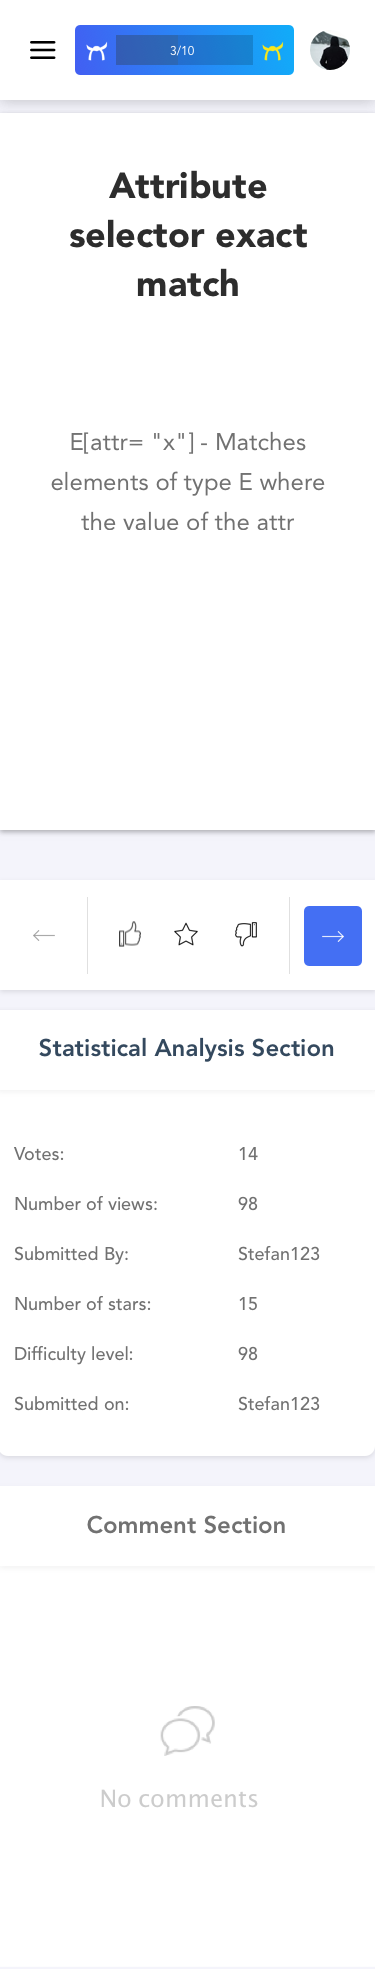 3/10
Attribute
selector exact
match
E[attr= "x"] - Matches
elements of type E where
the value of the attr
Statistical Analysis Section
Votes: 14
Number of views: 98
Submitted By: Stefan123
Number of stars: 15
Difficulty level: 98
Submitted on: Stefan123
Comment Section
No comments